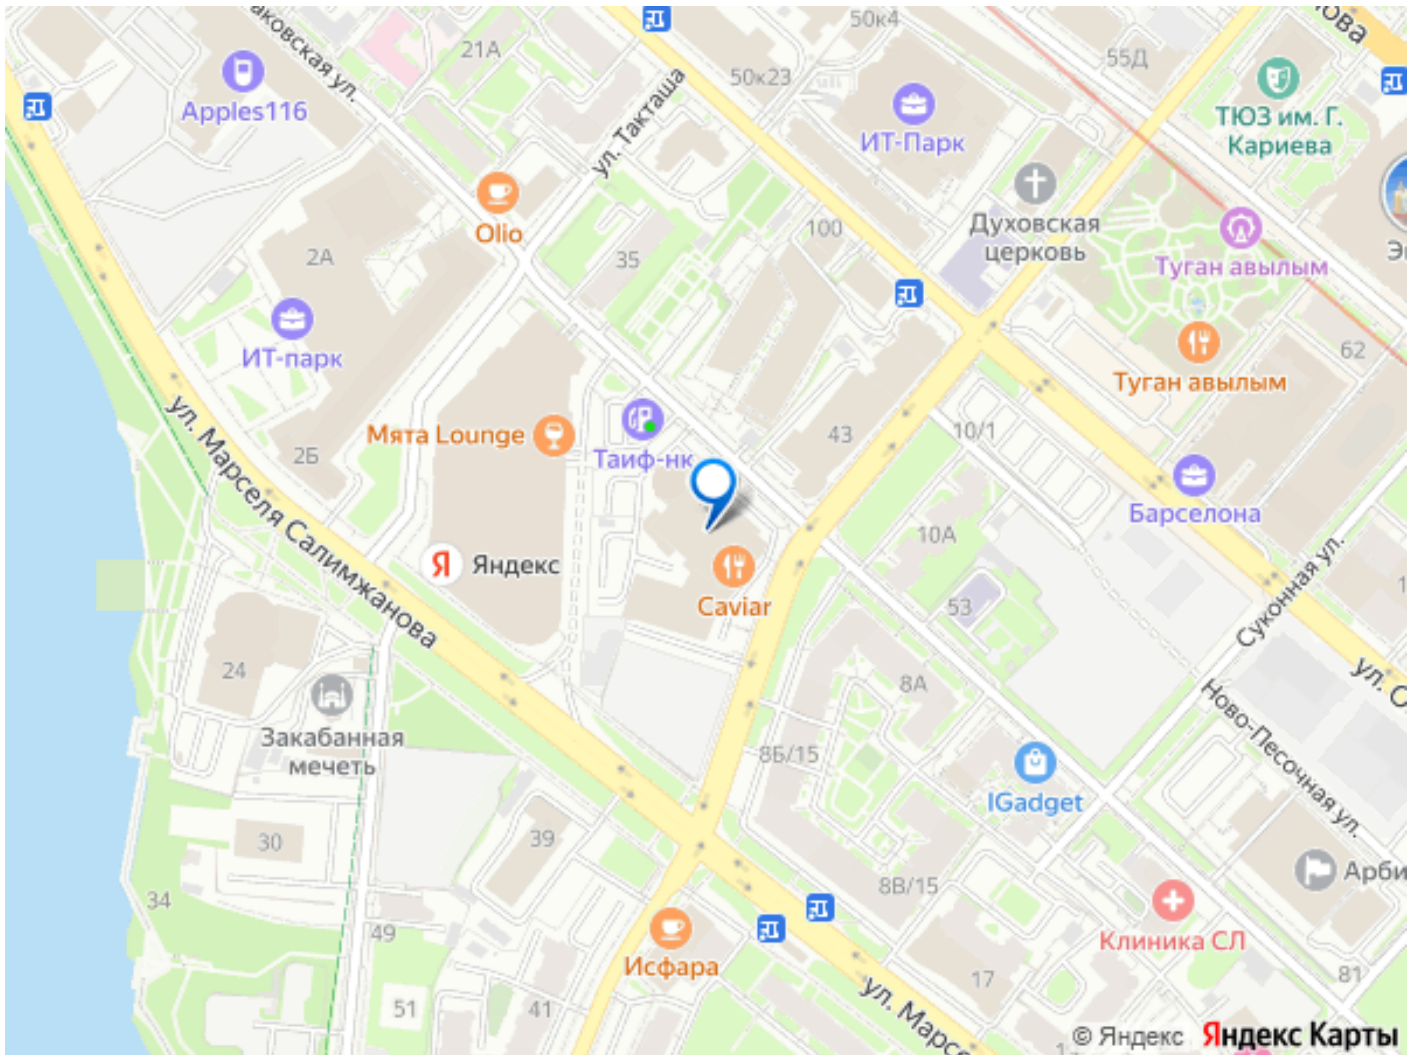 аковская ул.
21А
50к4
ова
50к23
55Д
Apples116
ул. Такташа
ИТ-Парк
ТЮЗ им. Г.
Кариева
Olio
Духовская
церковь
100
2А
35
Туган авылым
ИТ-парк
62
Туган авылым
Мята Lounge
43
10/1
2Б
Таиф-нк
ул. Марселя Салимжанова
Барселона
10А
Я
Яндекс
Caviar
53
Суконная ул.
24
8А
ул. О
Закабанная
мечеть
8Б/15
Ново-Песочная ул.
IGadget
30
39
Арби
8В/15
34
49
Клиника СЛ
Исфара
17
81
51
41
ул. Марсе
© Яндекс Яндекс Карты